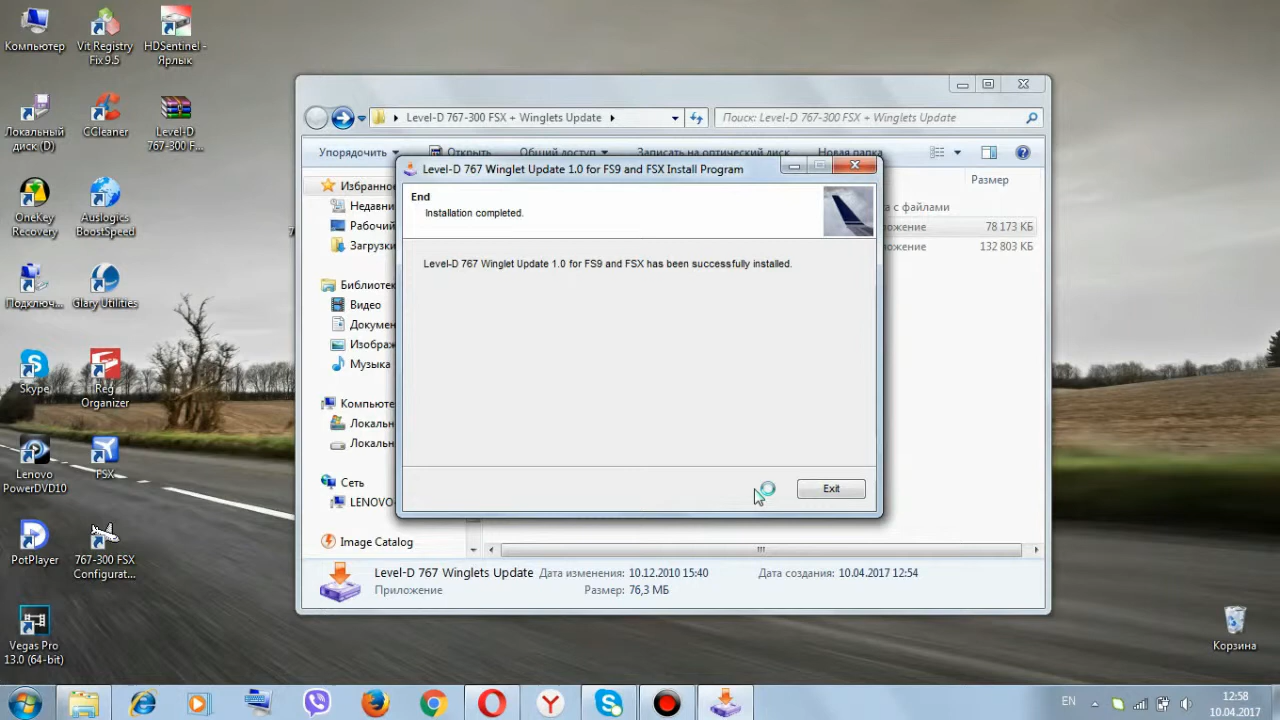 Компьютер
Vit Registry
Fix 9.5
HDSentinel -
Ярлык
Локальный
диск (D)
CCleaner
Level-D
767-300 F...
OneKey
Recovery
Auslogics
BoostSpeed
7
Подключ...
Glary Utilities
Skype
Reg
Organizer
Lenovo
PowerDVD10
FSX
PotPlayer
767-300 FSX
Configurat...
Vegas Pro
13.0 (64-bit)
Level-D 767-300 FSX + Winglets Update
Поиск: Level-D 767-300 FSX + Winglets Update
Упорядочить
Открыть
Общий доступ
Записать на оптический диск
Новая папка
Избранно
Недавни
Рабочий
Загрузки
Библиотек
Видео
Докумен
Изображ
Музыка
Компьюте
Локаль
Локаль
Сеть
LENOVO-
Image Catalog
Размер
а с файлами
ложение
78 173 КБ
ложение
132 803 КБ
Level-D 767 Winglet Update 1.0 for FS9 and FSX Install Program
End
Installation completed.
Level-D 767 Winglet Update 1.0 for FS9 and FSX has been successfully installed.
Exit
Level-D 767 Winglets Update
Дата изменения: 10.12.2010 15:40
Дата создания: 10.04.2017 12:54
Приложение
Размер: 76,3 МБ
Корзина
EN
12:58
10.04.2017